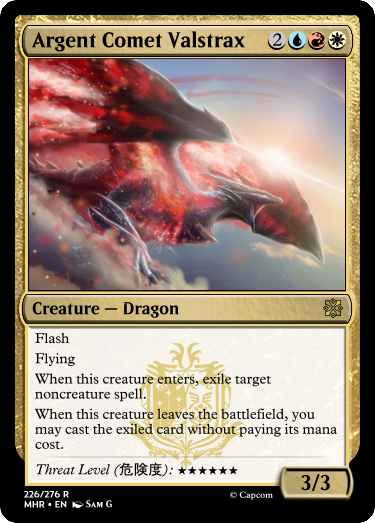 Argent Comet Valstrax 2
Creature — Dragon
Flash
Flying
When this creature enters, exile target
noncreature spell.
When this creature leaves the battlefield, you
may cast the exiled card without paying its mana
cost.
Threat Level (危険度): ★★★★★★
3/3
226/276 R
MHR • EN Sam G
© Capcom